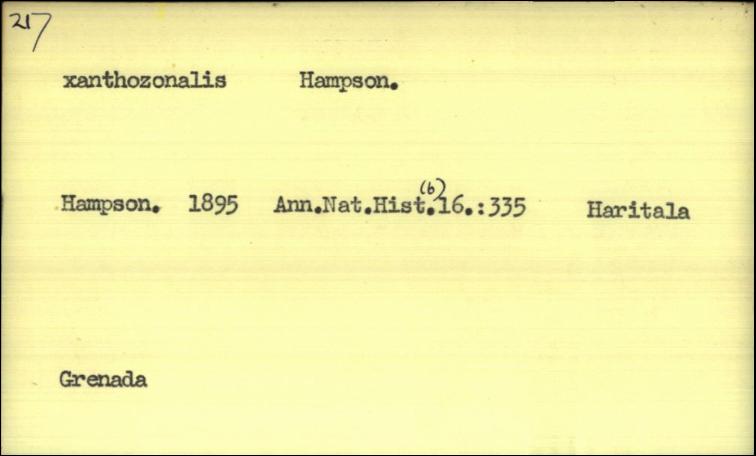 217
xanthozonalis Hampson.
Hampson. 1895 Ann.Nat.Hist.(6)16.:335 Haritala
Grenada